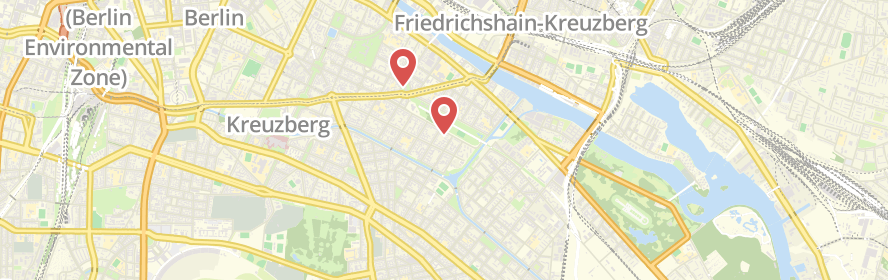 (Berlin
Environmental
Zone)
Berlin
Friedrichshain-Kreuzberg
Kreuzberg